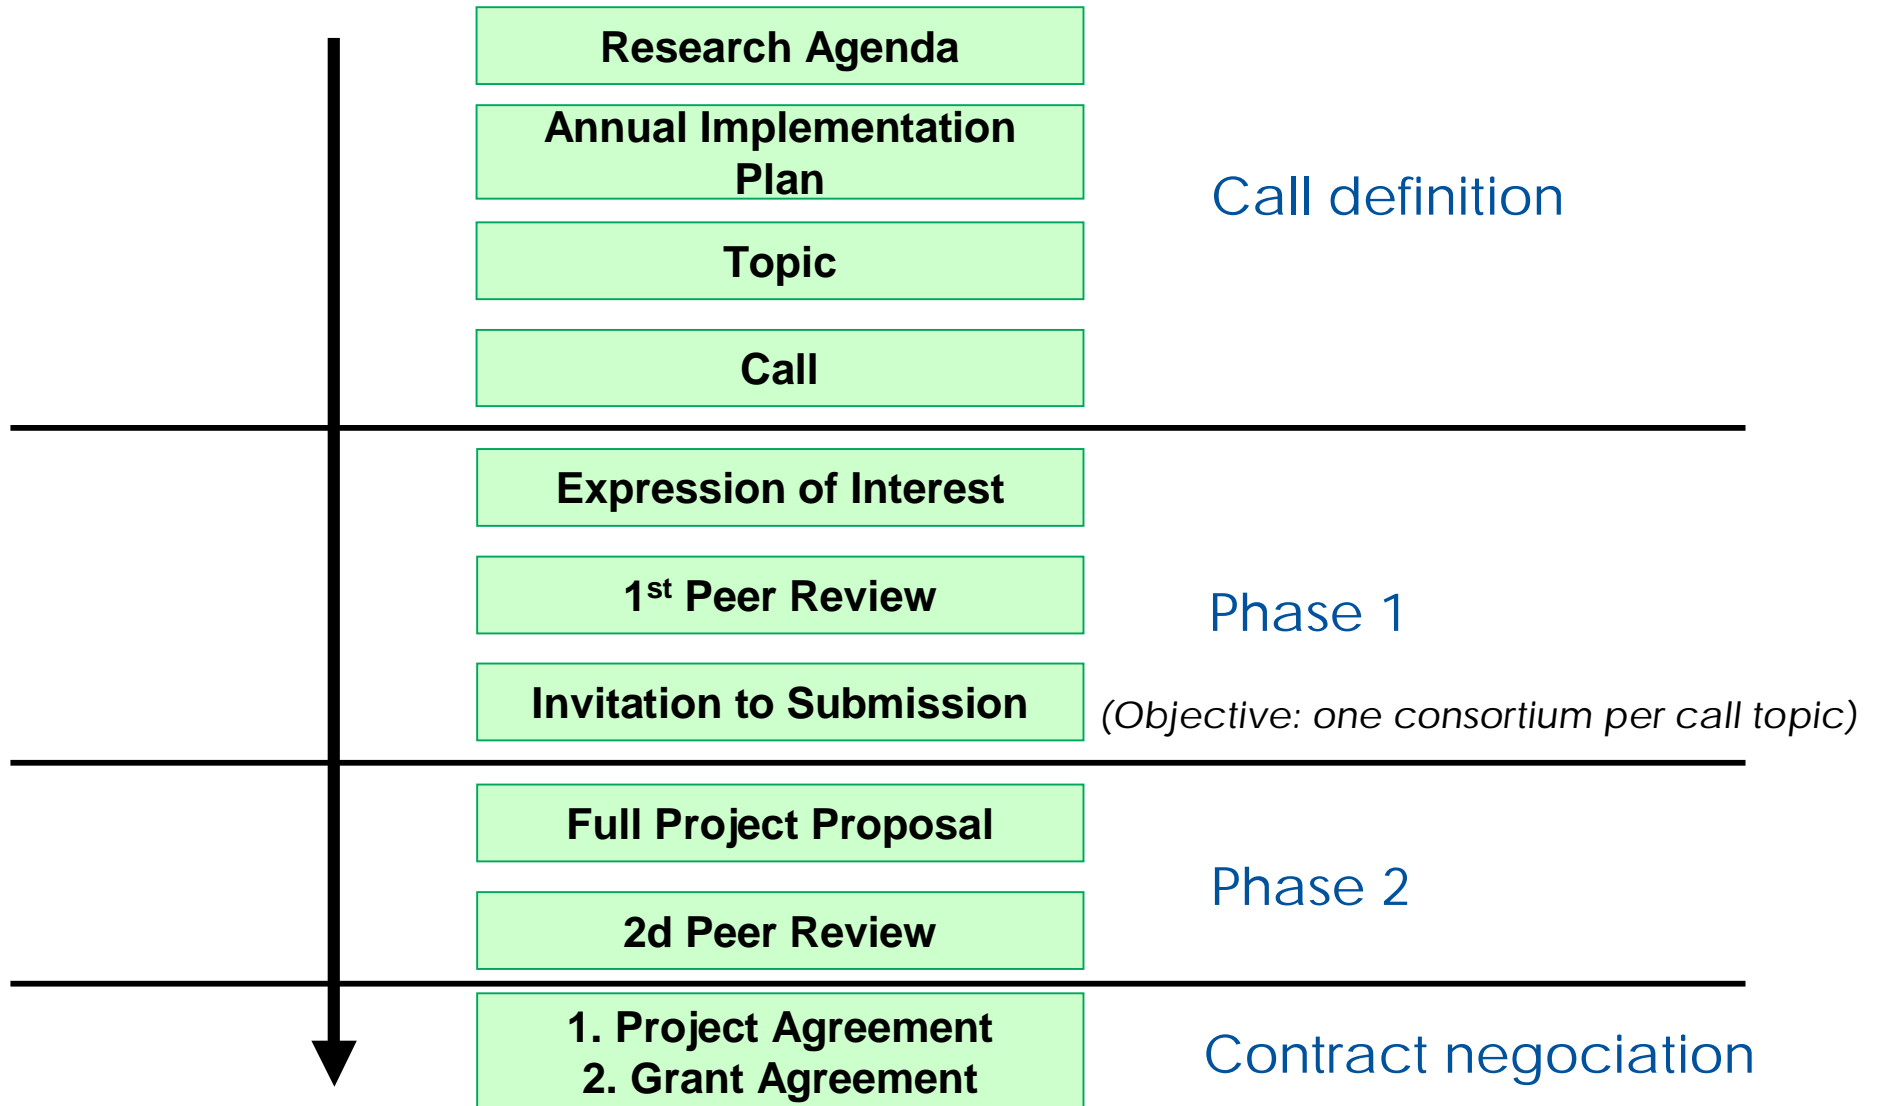 Research Agenda
Annual Implementation
Plan
Call definition
Topic
Call
Expression of Interest
1st Peer Review
Phase 1
Invitation to Submission
(Objective: one consortium per call topic)
Full Project Proposal
Phase 2
2d Peer Review
1. Project Agreement
2. Grant Agreement
Contract negociation